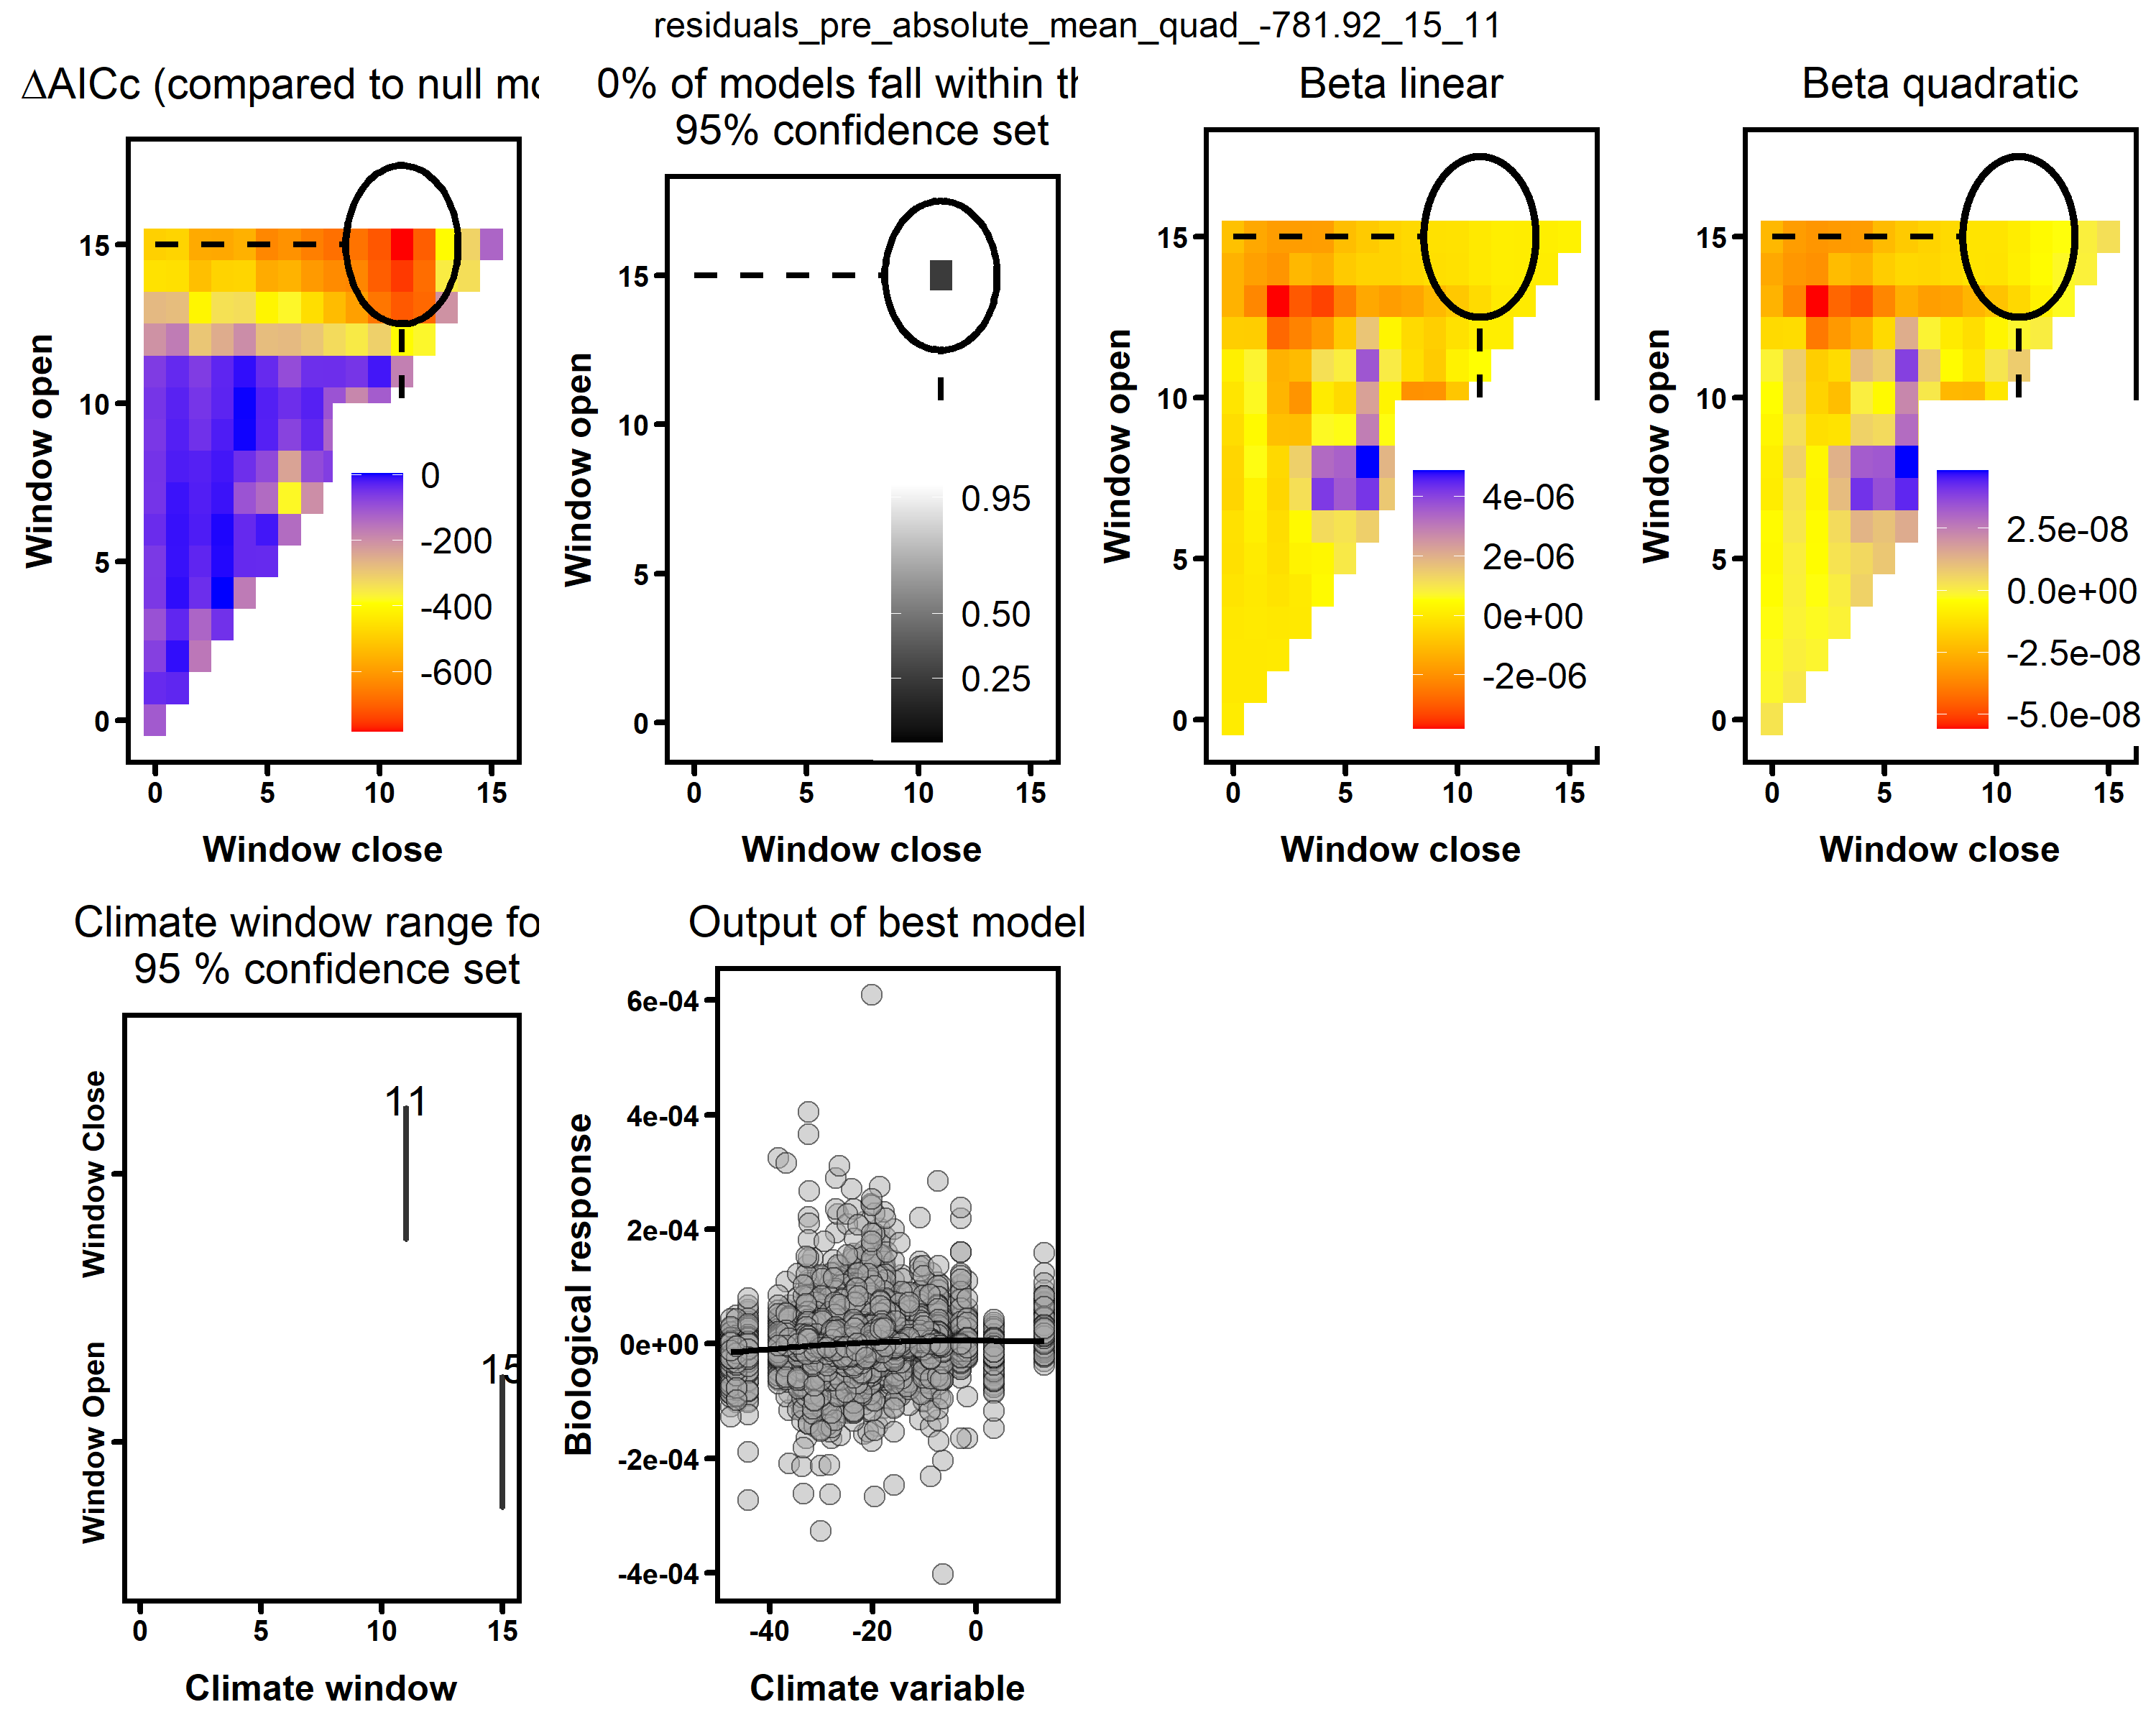 residuals_pre_absolute_mean_quad_-781.92_15_11
ΔAICc (compared to null mo
15
10
5
0
0
-200
-400
-600
0
5
10
15
Window open
Window close
0% of models fall within th
95% confidence set
15
10
5
0
0.95
0.50
0.25
0
5
10
15
Window open
Window close
Beta linear
15
10
5
0
4e-06
2e-06
0e+00
-2e-06
0
5
10
15
Window open
Window close
Beta quadratic
15
10
5
0
2.5e-08
0.0e+00
-2.5e-08
-5.0e-08
0
5
10
15
Window open
Window close
Climate window range fo
95 % confidence set
Window Close
Window Open
11
15
0
5
10
15
Climate window
Output of best model
6e-04
4e-04
2e-04
0e+00
-2e-04
-4e-04
-40
-20
0
Biological response
Climate variable